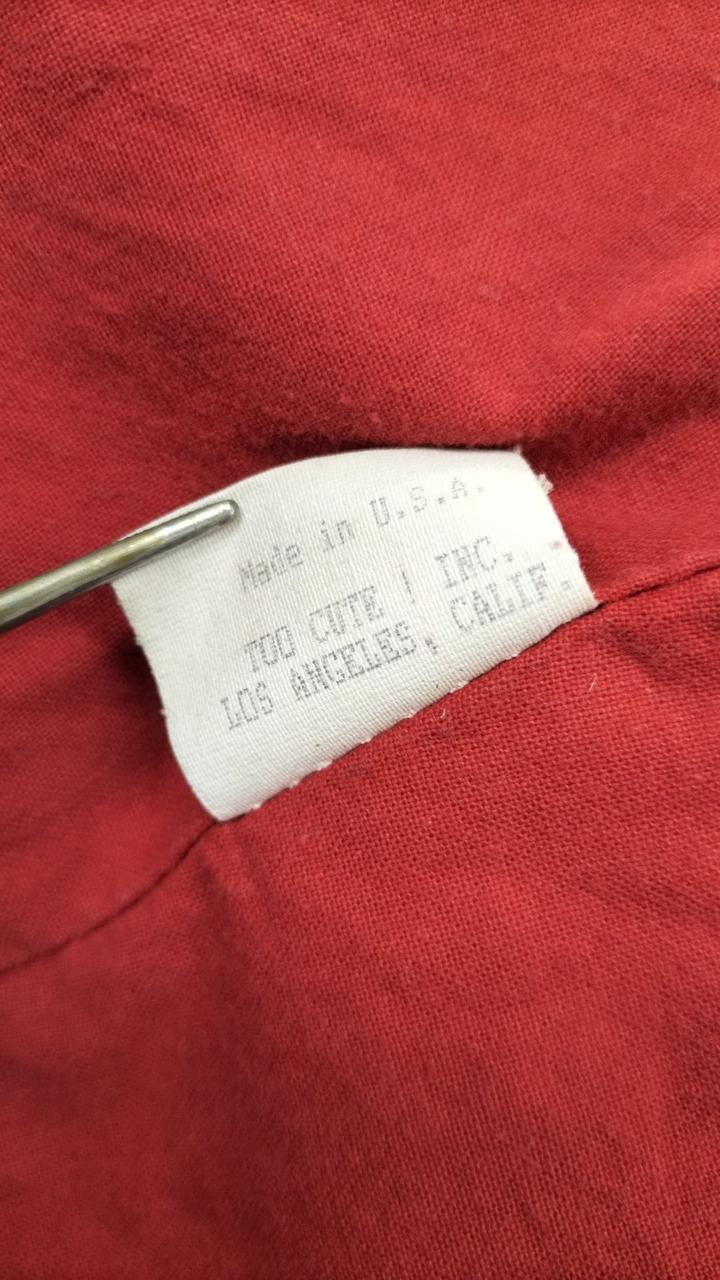 Made in U.S.A.
TOO CUTE ! INC.
LOS ANGELES, CALIF.